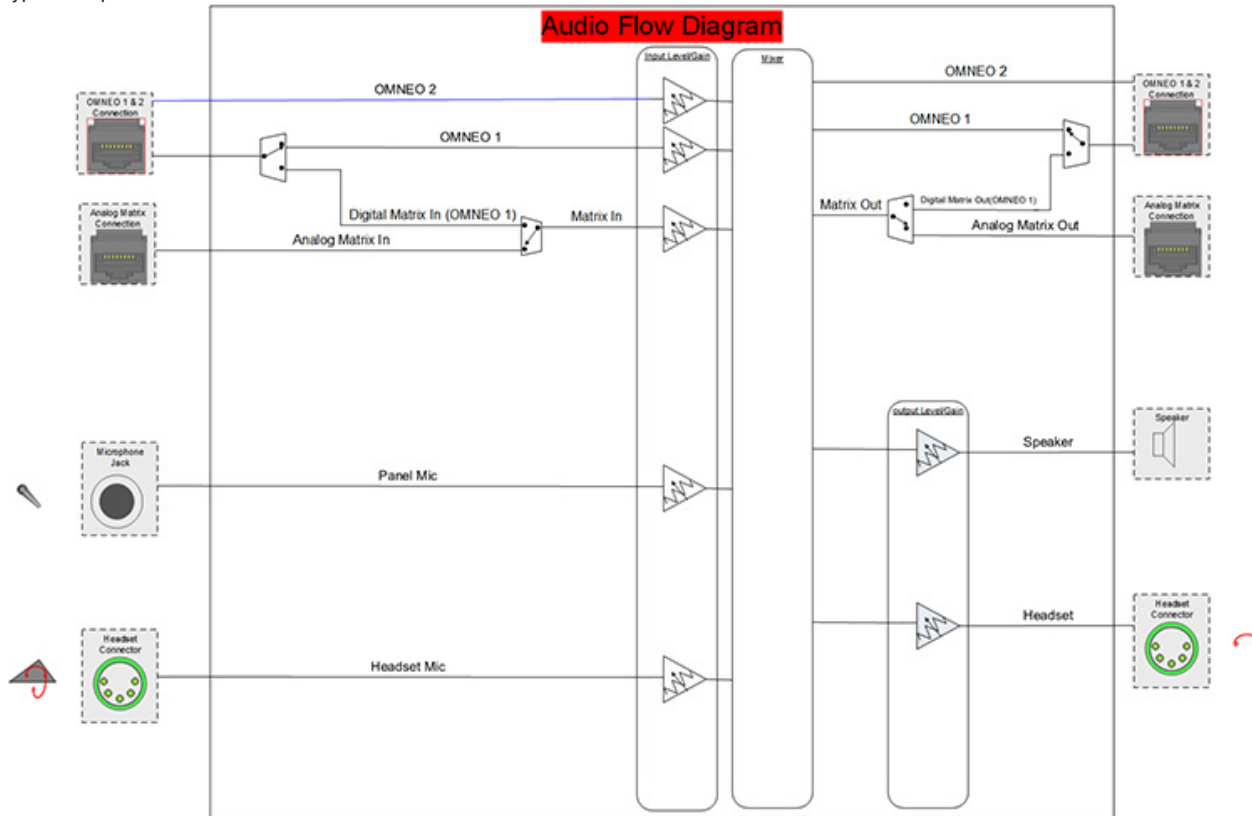 Audio Flow Diagram
Input Level/Gain
Mixer
OMNEO 2
OMNEO 2
OMNEO 1 & 2
Connection
OMNEO 1 & 2
Connection
OMNEO 1
OMNEO 1
Analog Matrix
Connection
Digital Matrix In (OMNEO 1)
Matrix In
Analog Matrix In
Matrix Out
Digital Matrix Out(OMNEO 1)
Analog Matrix Out
Analog Matrix
Connection
output Level/Gain
Speaker
Speaker
Microphone
Jack
Panel Mic
Headset
Connector
Headset Mic
Headset
Headset
Connector